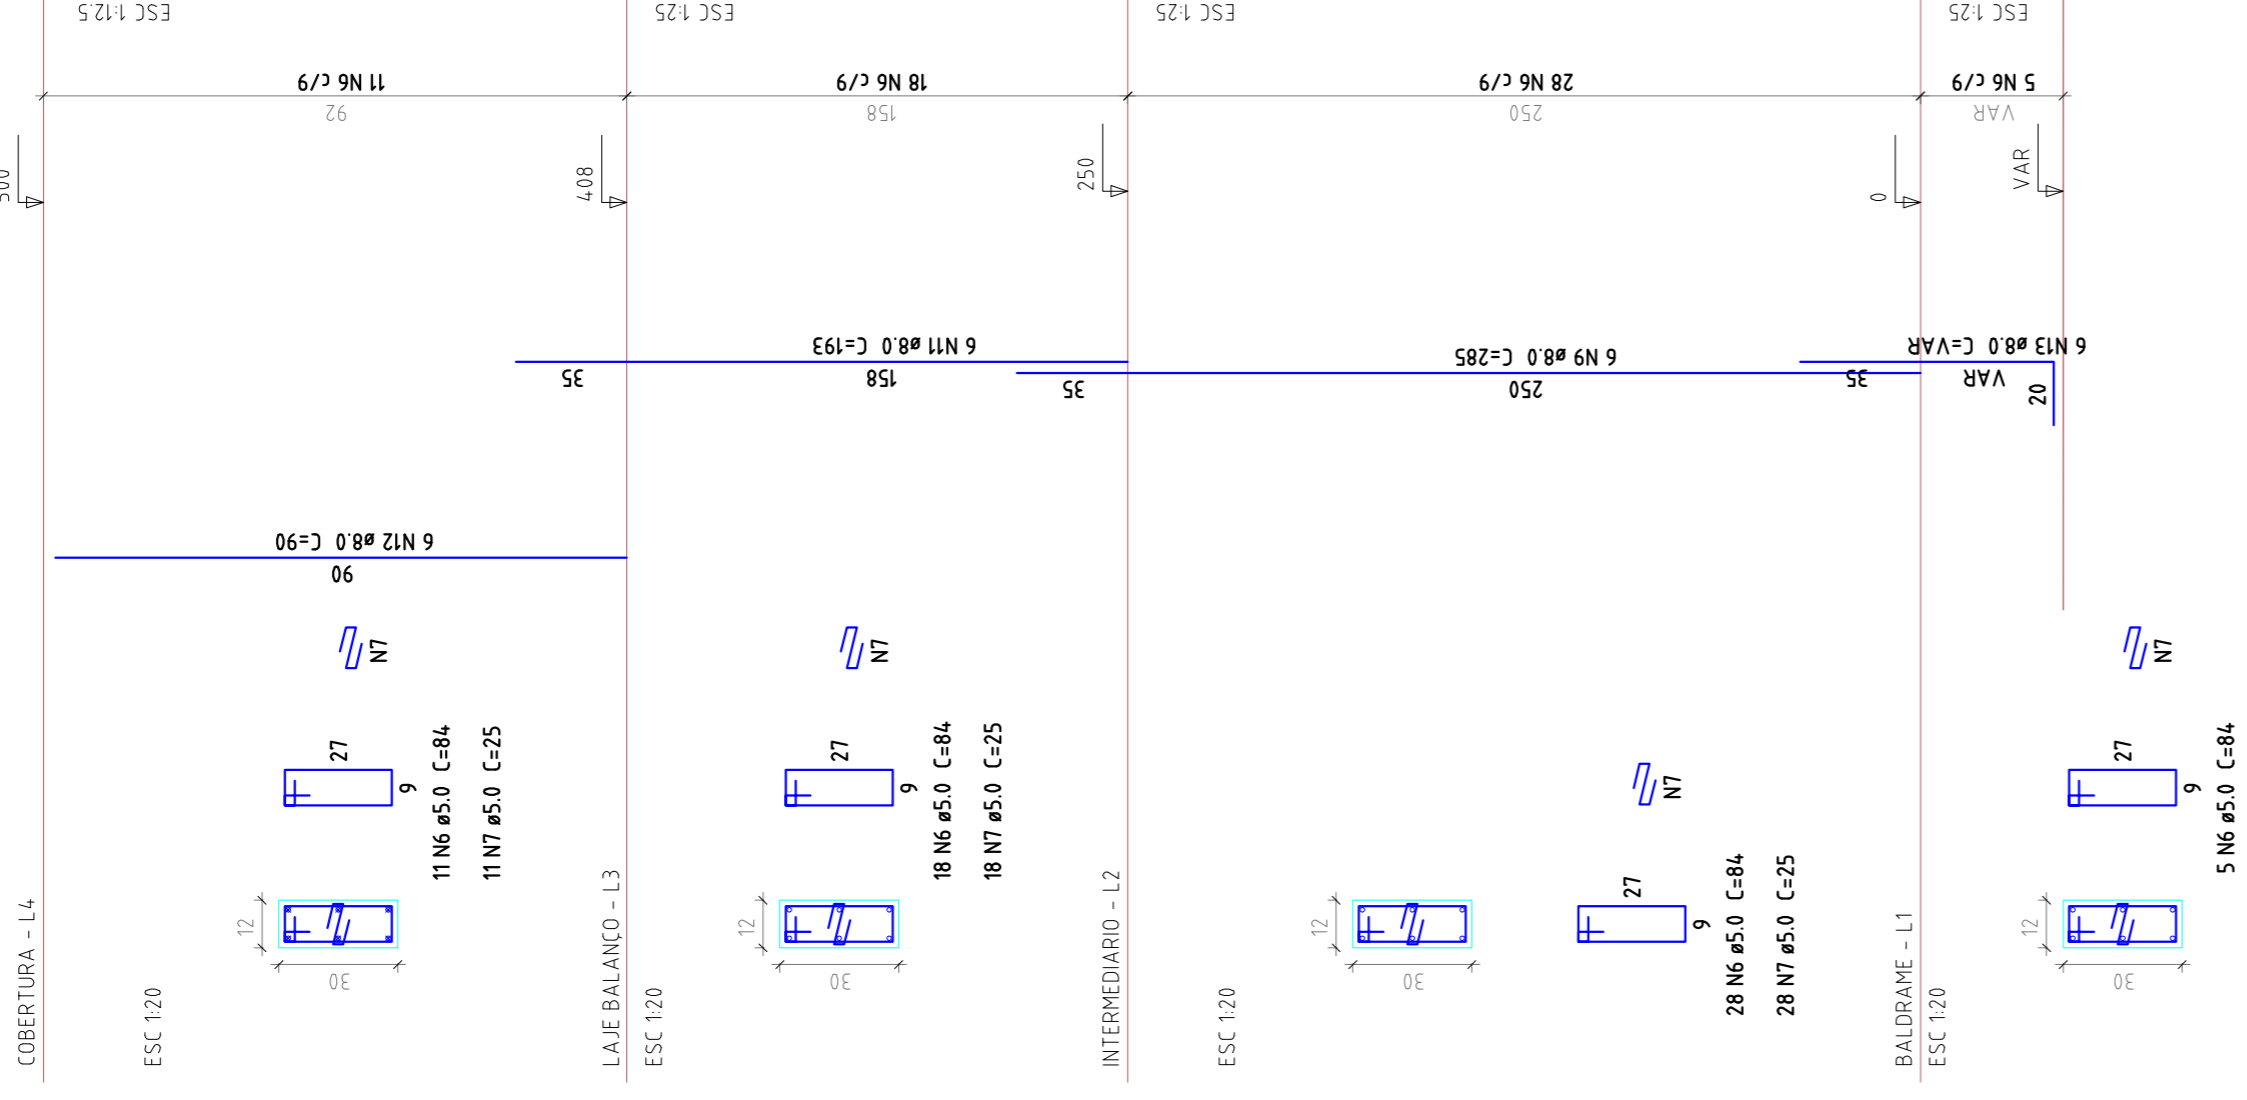 ESC 1:12.5
ESC 1:25
ESC 1:25
ESC 1:25
11 N6 c/9
18 N6 c/9
28 N6 c/9
5 N6 c/9
92
158
250
VAR
408
250
0
VAR
6 N11 ø8.0 C=193
35
158
6 N9 ø8.0 C=285
35
250
6 N13 ø8.0 C=VAR
35
VAR
20
6 N12 ø8.0 C=90
90
N7
N7
N7
N7
27
9
11 N6 ø5.0 C=84
11 N7 ø5.0 C=25
27
9
18 N6 ø5.0 C=84
18 N7 ø5.0 C=25
27
9
28 N6 ø5.0 C=84
28 N7 ø5.0 C=25
27
9
5 N6 ø5.0 C=84
12
30
12
30
12
30
12
30
COBERTURA - L4
ESC 1:20
LAJE BALANÇO - L3
ESC 1:20
INTERMEDIARIO - L2
ESC 1:20
BALDRAME - L1
ESC 1:20